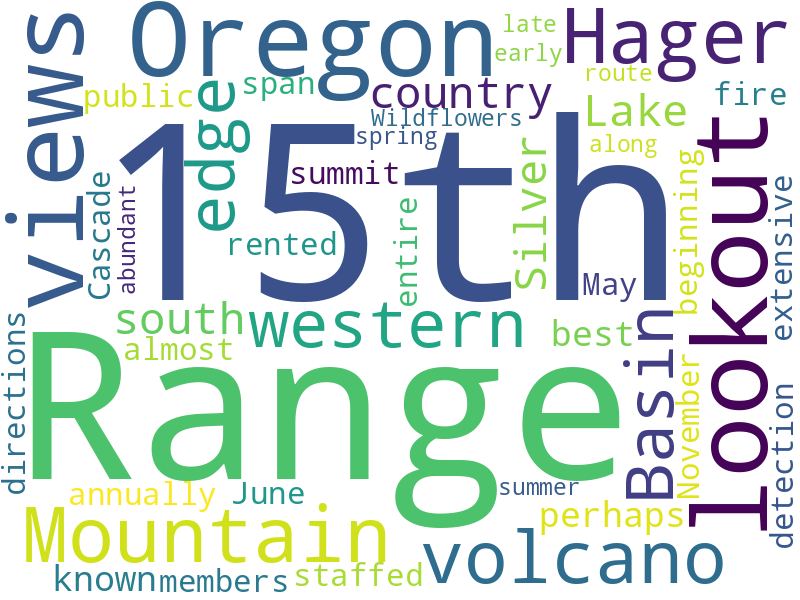 late
Oregon
Hager
early
route
views
public
edge
span
country
Lake
fire
Wildflowers
15th
spring
along
lookout
summit
Silver
Cascade
abundant
beginning
extensive
rented
entire
May
south
western
best
almost
Basin
directions
Range
November
detection
annually
June
summer
Mountain
perhaps
volcano
known
members
staffed